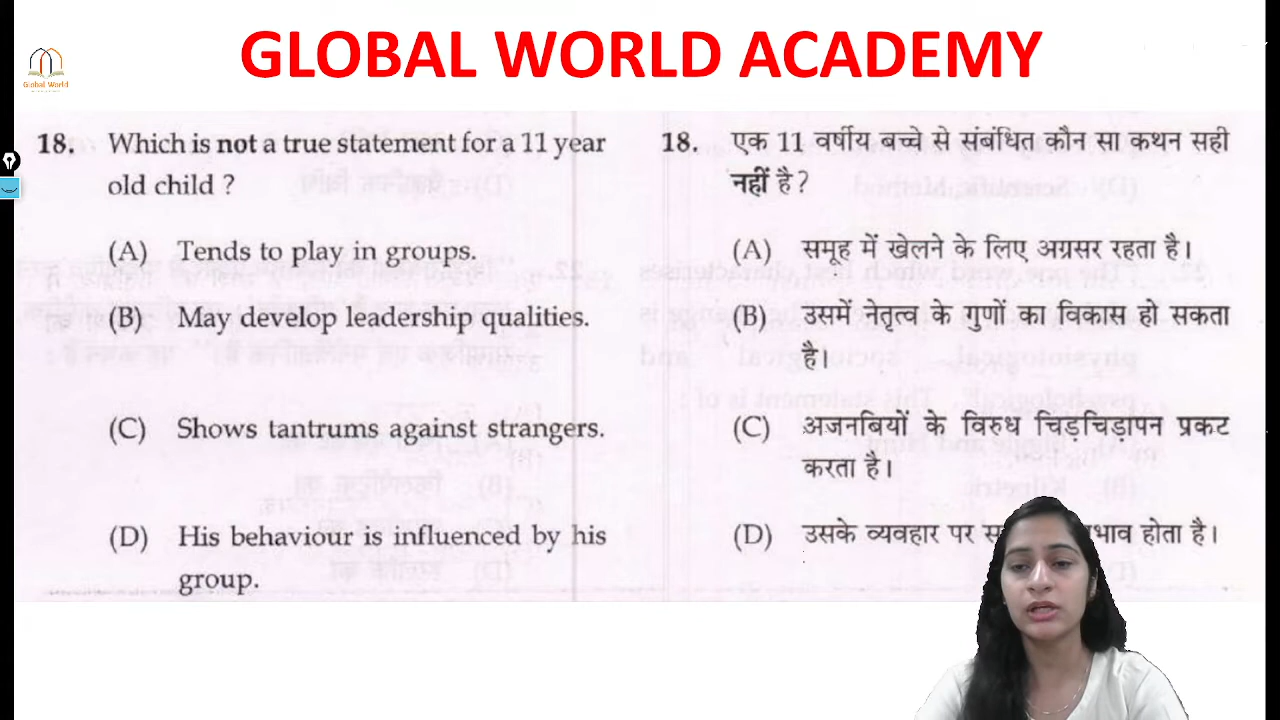 GLOBAL WORLD ACADEMY
Global World
18. Which is not a true statement for a 11 year
old child ?
(A) Tends to play in groups.
(B) May develop leadership qualities.
(C) Shows tantrums against strangers.
(D) His behaviour is influenced by his
group.
18. एक 11 वर्षीय बच्चे से संबंधित कौन सा कथन सही
नहीं है ?
(A) समूह में खेलने के लिए अग्रसर रहता है।
(B) उसमें नेतृत्व के गुणों का विकास हो सकता
है।
(C) अजनबियों के विरुध चिड़चिड़ापन प्रकट
करता है।
(D) उसके व्यवहार पर होता है।